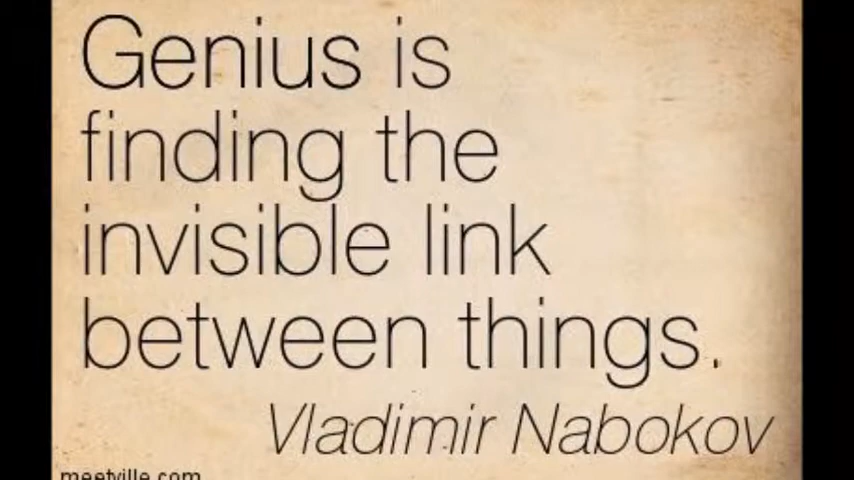 Genius is
finding the
invisible link
between things.
Vladimir Nabokov
meetville.com